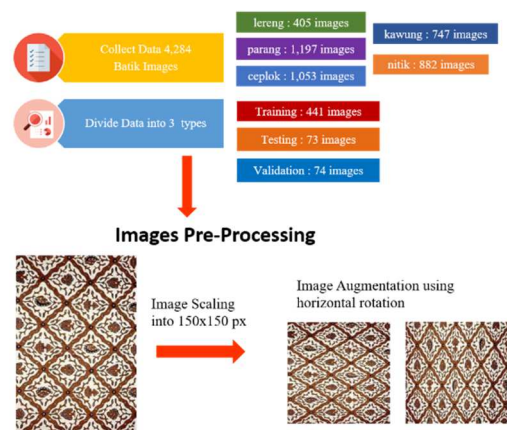 Collect Data 4,284
Batik Images
lereng : 405 images
parang : 1,197 images
ceplok : 1,053 images
kawung : 747 images
nitik : 882 images
Divide Data into 3 types
Training : 441 images
Testing : 73 images
Validation : 74 images
Images Pre-Processing
Image Scaling
into 150x150 px
Image Augmentation using
horizontal rotation